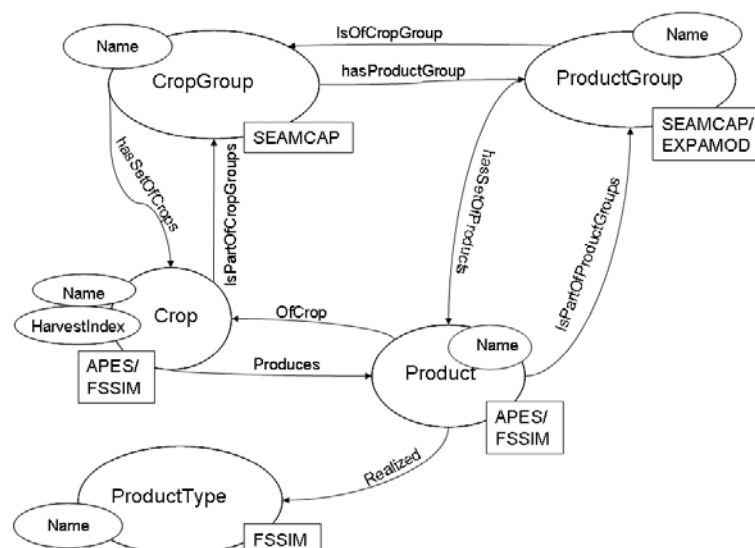 Name
CropGroup
SEAMCAP
IsOfCropGroup
hasProductGroup
Name
ProductGroup
SEAMCAP/
EXPAMOD
hasSetOfCrops
IsPartOfCropGroups
hasSetOfProducts
IsPartOfProductGroups
Name
HarvestIndex
Crop
APES/
FSSIM
OfCrop
Produces
Name
Product
APES/
FSSIM
Realized
ProductType
Name
FSSIM